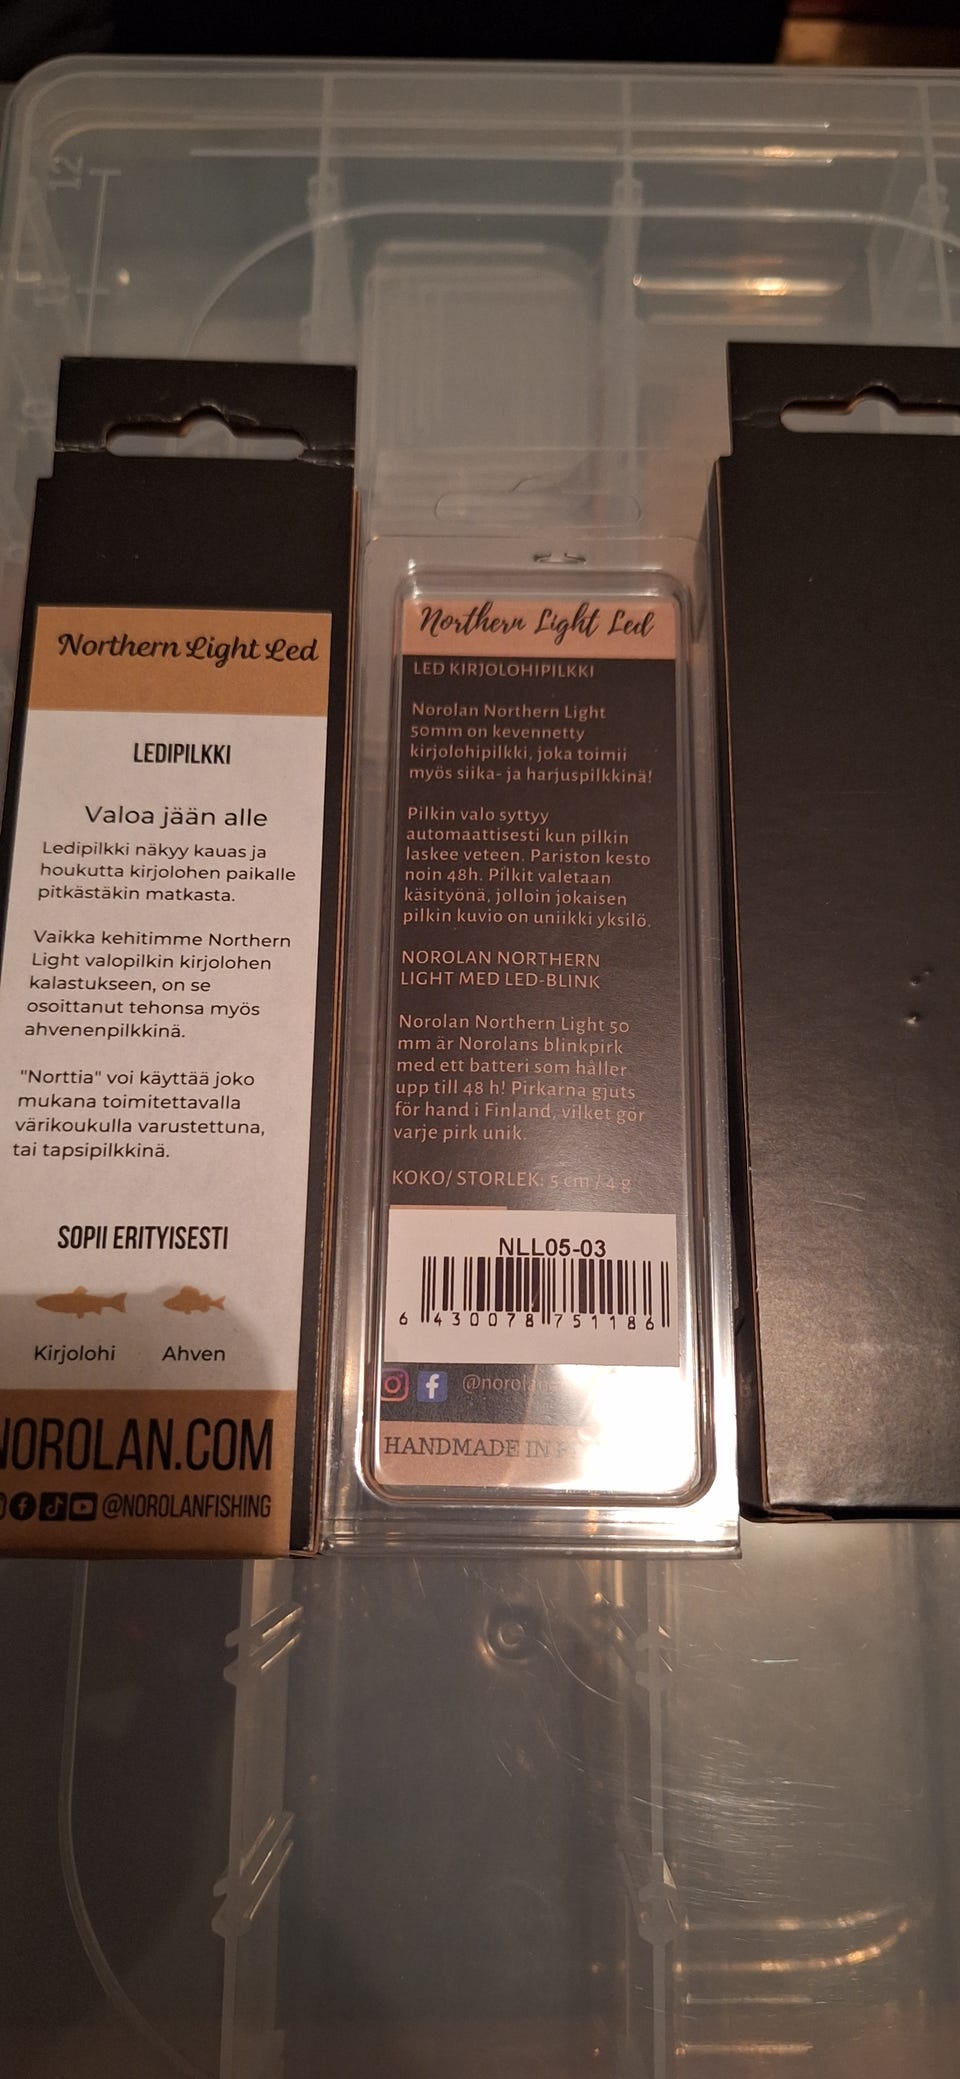 12
Northern Light Led
LEDIPILKKI
Valoa jään alle
Ledipilkki näkyy kauas ja
houkutta kirjolohen paikalle
pitkästäkin matkasta.
Vaikka kehitimme Northern
Light valopilkin kirjolohen
kalastukseen, on se
osoittanut tehonsa myös
ahvenenpilkkinä.
"Norttia" voi käyttää joko
mukana toimitettavalla
värikoukulla varustettuna,
tai tapsipilkkinä.
SOPII ERITYISESTI
Kirjolohi Ahven
NOROLAN.COM
@NOROLANFISHING
Northern Light Led
LED KIRJOLOHIPILKKI
Norolan Northern Light
50mm on kevennetty
kirjolohipilkki, joka toimii
myös siika- ja harjuspilkkinä!
Pilkin valo syttyy
automaattisesti kun pilkin
laskee veteen. Pariston kesto
noin 48h. Pilkit valetaan
käsityönä, jolloin jokaisen
pilkin kuvio on uniikki yksilö.
NOROLAN NORTHERN
LIGHT MED LED-BLINK
Norolan Northern Light 50
mm är Norolans blinkpirk
med ett batteri som håller
upp till 48 h! Pirkarna gjuts
för hand i Finland, vilket gör
varje pirk unik.
KOKO/ STORLEK: 5 cm / 4 g
NLL05-03
6 430078 751186
HANDMADE IN